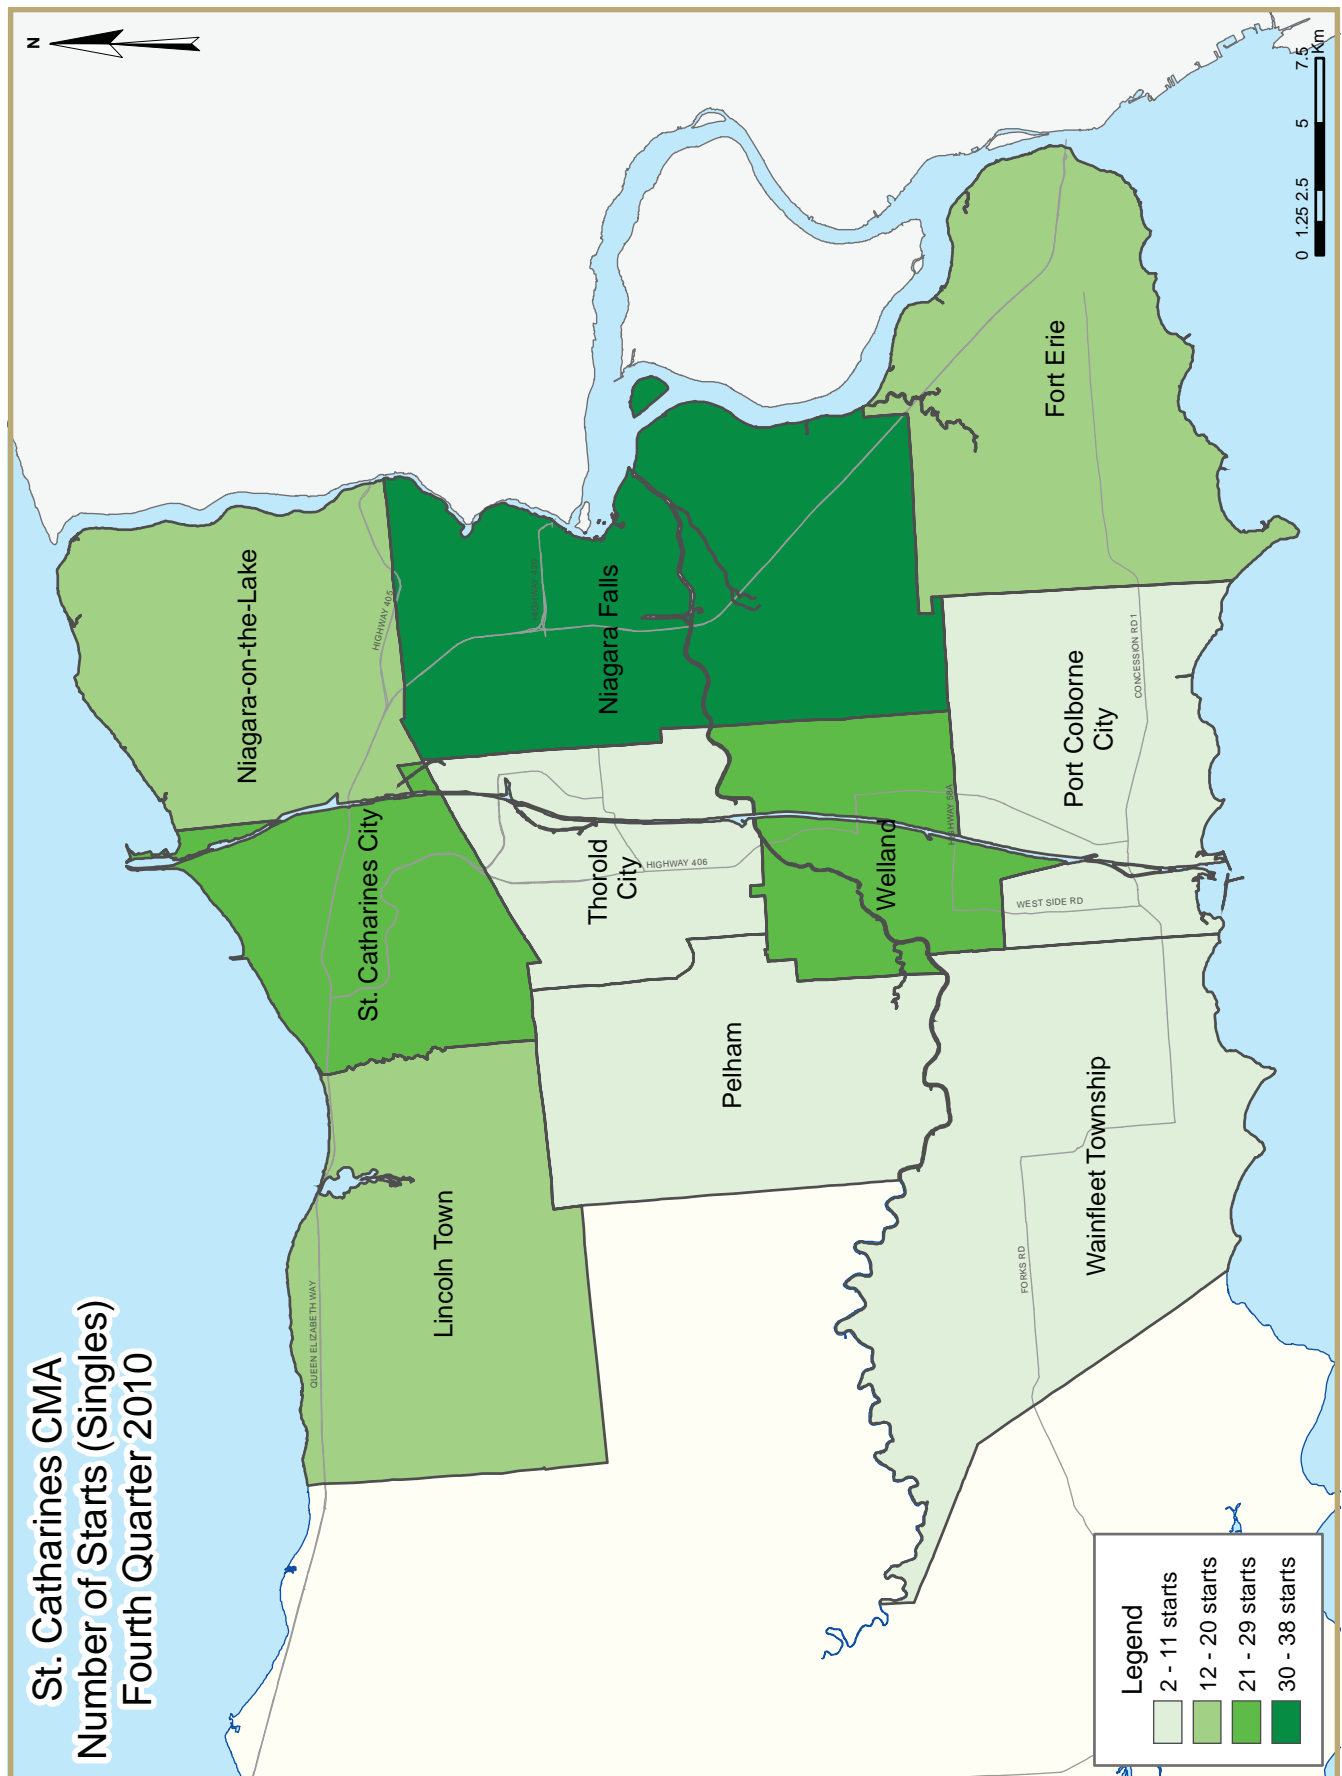 St. Catharines CMA
Number of Starts (Singles)
Fourth Quarter 2010
N
Niagara-on-the-Lake
HIGHWAY 405
St. Catharines City
QUEEN ELIZABETH WAY
Lincoln Town
Niagara Falls
Thorold
City
HIGHWAY 406
Pelham
Welland
HIGHWAY 58A
WEST SIDE RD
Fort Erie
Port Colborne
City
CONCESSION RD 1
Wainfleet Township
FORKS RD
Legend
2 - 11 starts
12 - 20 starts
21 - 29 starts
30 - 38 starts
0 1.25 2.5 5 7.5
Km